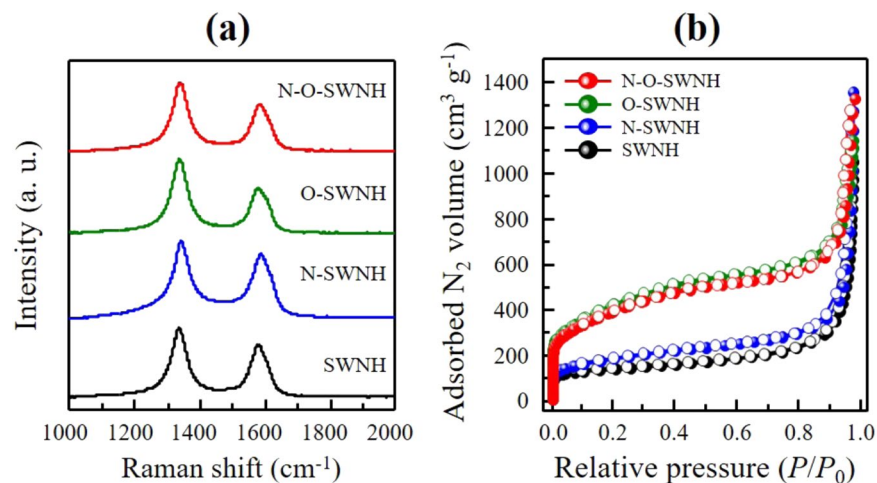 (a)
N-O-SWNH
O-SWNH
N-SWNH
SWNH
Intensity (a. u.)
1000 1200 1400 1600 1800 2000
Raman shift (cm⁻¹)
(b)
N-O-SWNH
O-SWNH
N-SWNH
SWNH
Adsorbed N₂ volume (cm³ g⁻¹)
1400
1200
1000
800
600
400
200
0
0.0 0.2 0.4 0.6 0.8 1.0
Relative pressure (P/P₀)